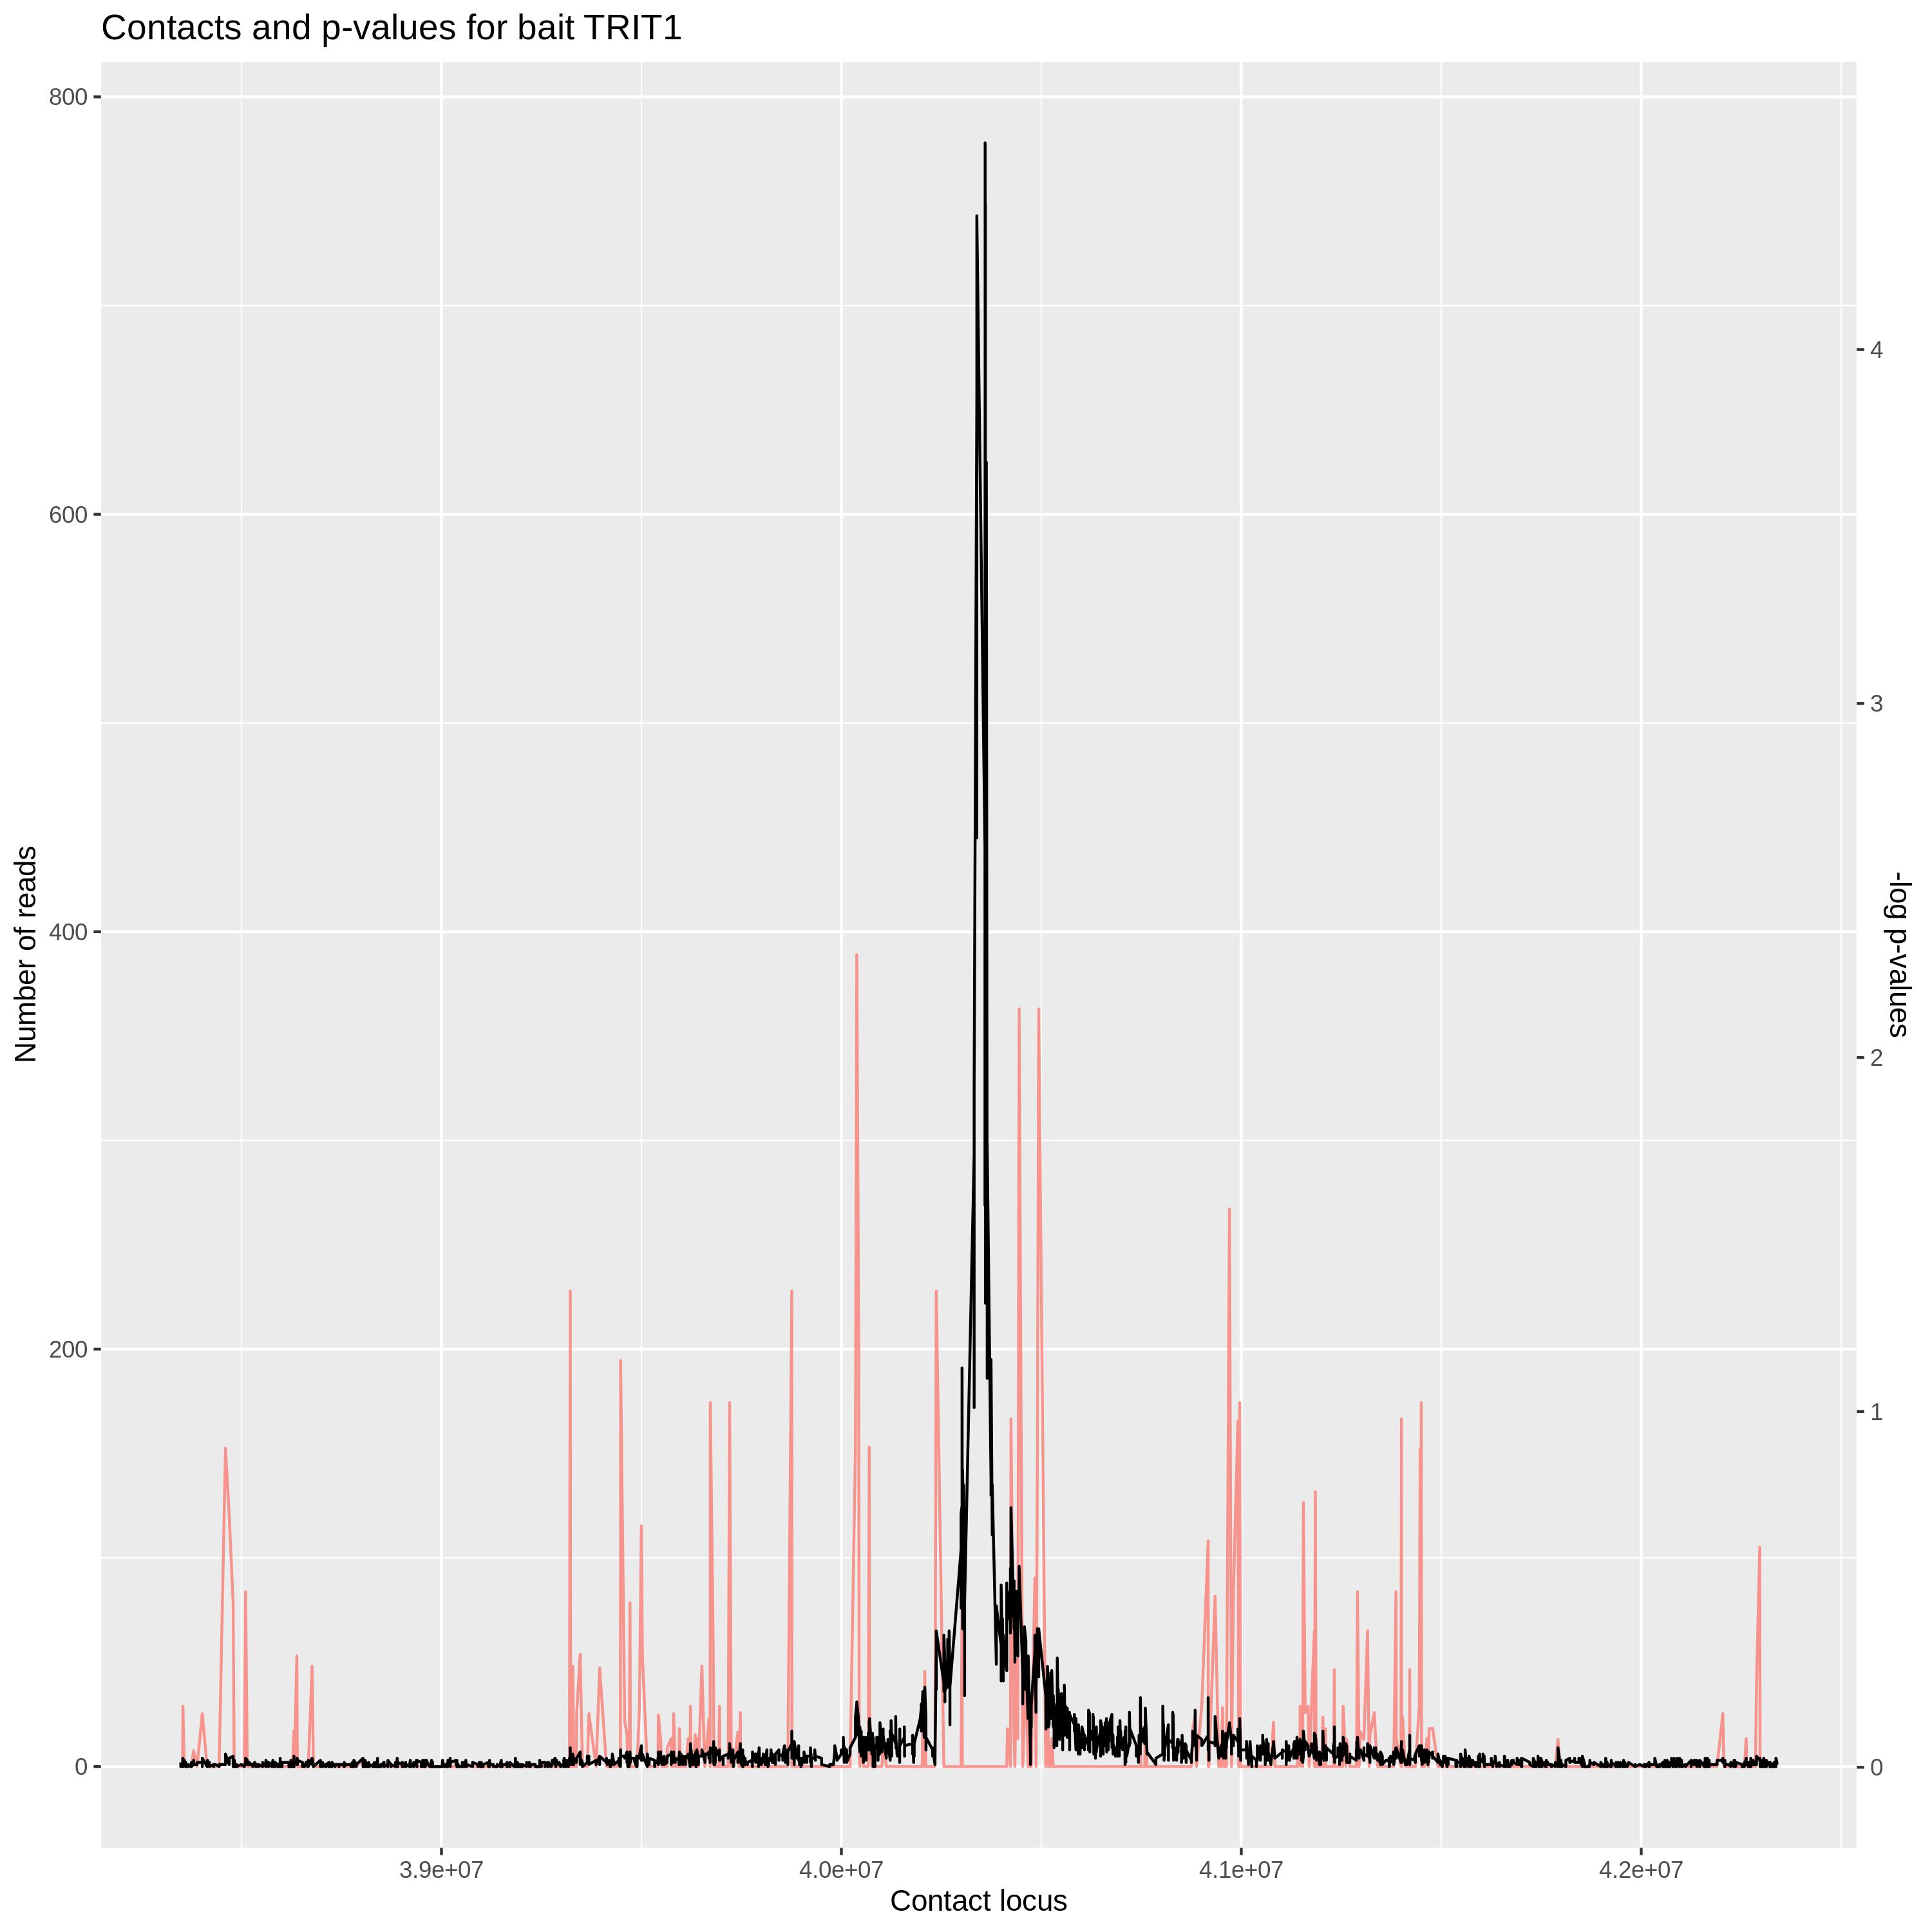 Contacts and p-values for bait TRIT1
800
600
400
200
0
Number of reads
4
3
2
1
0
-log p-values
3.9e+07
4.0e+07
4.1e+07
4.2e+07
Contact locus